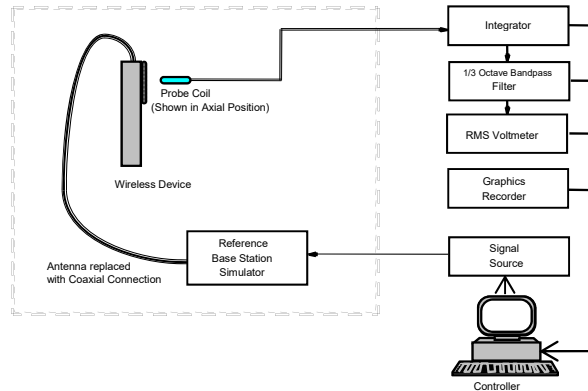 Integrator
1/3 Octave Bandpass
Filter
Probe Coil
(Shown in Axial Position)
RMS Voltmeter
Wireless Device
Graphics
Recorder
Reference
Base Station
Simulator
Signal
Source
Antenna replaced
with Coaxial Connection
Controller